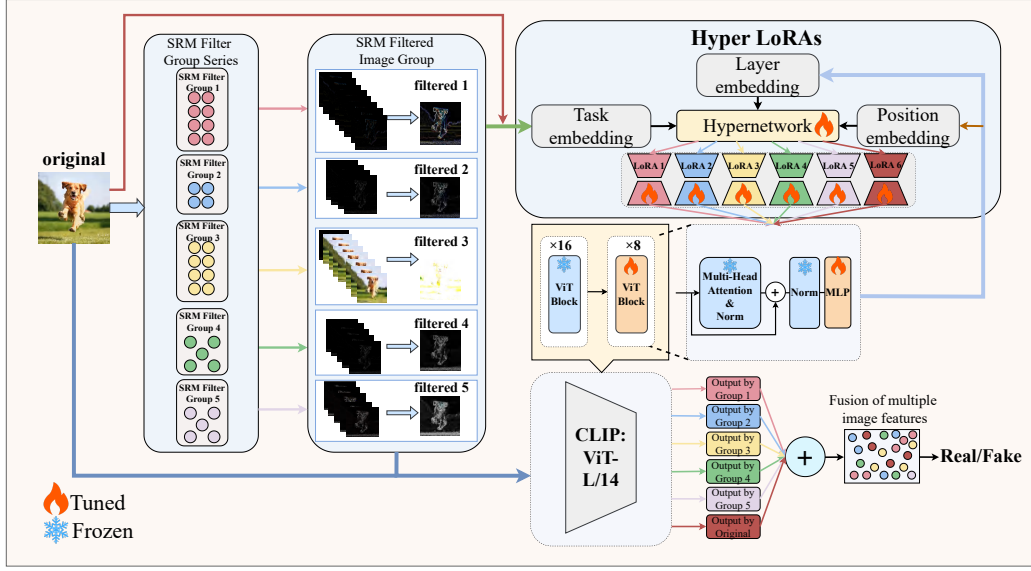 original
SRM Filter
Group Series
SRM Filter
Group 1
SRM Filter
Group 2
SRM Filter
Group 3
SRM Filter
Group 4
SRM Filter
Group 5
SRM Filtered
Image Group
filtered 1
filtered 2
filtered 3
filtered 4
filtered 5
Hyper LoRAs
Layer
embedding
Task
embedding
Hypernetwork
Position
embedding
LoRA 1
LoRA 2
LoRA 3
LoRA 4
LoRA 5
LoRA 6
×16
ViT
Block
×8
ViT
Block
Multi-Head
Attention
&
Norm
+
Norm
MLP
CLIP:
ViT-
L/14
Output by
Group 1
Output by
Group 2
Output by
Group 3
Output by
Group 4
Output by
Group 5
Output by
Original
+
Fusion of multiple
image features
Real/Fake
Tuned
Frozen